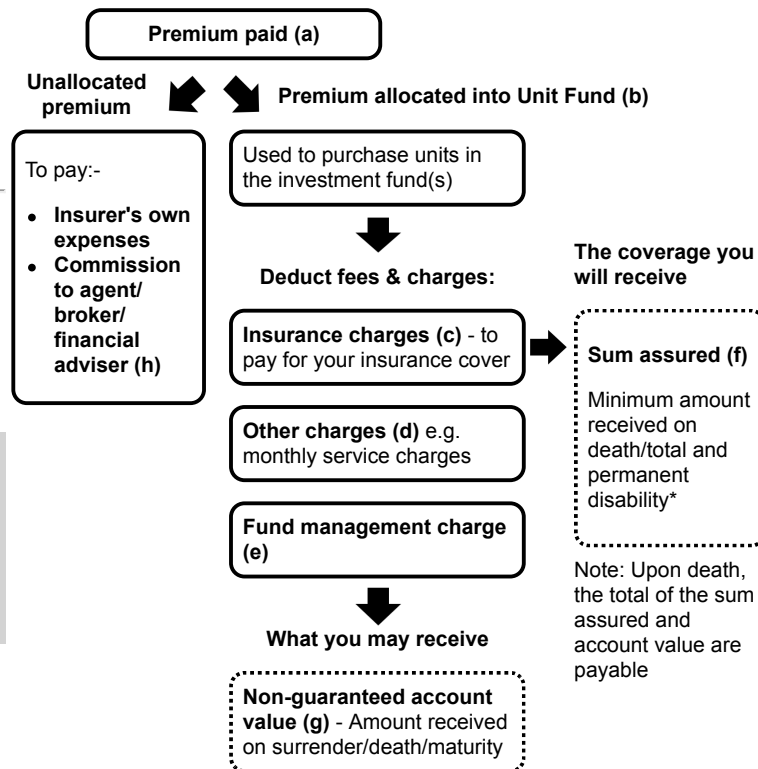 Premium paid (a)
Unallocated
premium
Premium allocated into Unit Fund (b)
To pay:-
● Insurer's own
expenses
● Commission
to agent/
broker/
financial
adviser (h)
Used to purchase units in
the investment fund(s)
Deduct fees & charges:
Insurance charges (c) - to
pay for your insurance cover
The coverage you
will receive
Sum assured (f)
Minimum amount
received on
death/total and
permanent
disability*
Note: Upon death,
the total of the sum
assured and
account value are
payable
Other charges (d) e.g.
monthly service charges
Fund management charge
(e)
What you may receive
Non-guaranteed account
value (g) - Amount received
on surrender/death/maturity